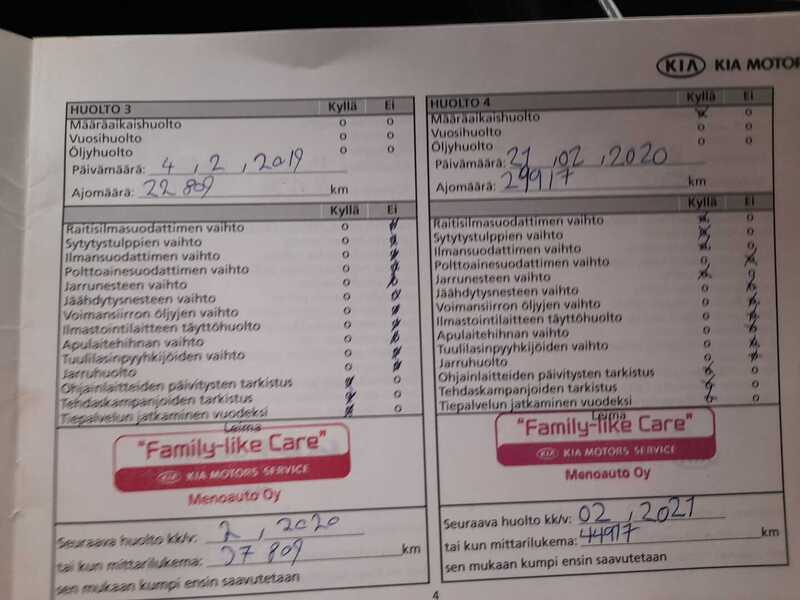 KIA KIA MOTOR
HUOLTO 3 Kyllä Ei
Määräaikaishuolto o o
Vuosihuolto o o
Öljyhuolto o o
Päivämäärä: 4 , 2 , 2019
Ajomäärä: 22 809 km
Kyllä Ei
Raitisilmasuodattimen vaihto o x
Sytytystulppien vaihto o x
Ilmansuodattimen vaihto o x
Polttoainesuodattimen vaihto o x
Jarrunesteen vaihto o x
Jäähdytysnesteen vaihto o x
Voimansiirron öljyjen vaihto o x
Ilmastointilaitteen täyttöhuolto o x
Apulaitehihnan vaihto o x
Tuulilasinpyyhkijöiden vaihto o x
Jarruhuolto o x
Ohjainlaitteiden päivitysten tarkistus x o
Tehdaskampanjoiden tarkistus x o
Tiepalvelun jatkaminen vuodeksi x o
Leima
"Family-like Care"
KIA KIA MOTORS SERVICE
Menoauto Oy
Seuraava huolto kk/v: 2 , 2020
tai kun mittarilukema: 37 809 km
sen mukaan kumpi ensin saavutetaan
HUOLTO 4 Kyllä Ei
Määräaikaishuolto x o
Vuosihuolto o o
Öljyhuolto o o
Päivämäärä: 21 , 02 , 2020
Ajomäärä: 29917 km
Kyllä Ei
Raitisilmasuodattimen vaihto x o
Sytytystulppien vaihto x o
Ilmansuodattimen vaihto x o
Polttoainesuodattimen vaihto o x
Jarrunesteen vaihto x o
Jäähdytysnesteen vaihto o x
Voimansiirron öljyjen vaihto o x
Ilmastointilaitteen täyttöhuolto o x
Apulaitehihnan vaihto o x
Tuulilasinpyyhkijöiden vaihto o x
Jarruhuolto o x
Ohjainlaitteiden päivitysten tarkistus x o
Tehdaskampanjoiden tarkistus x o
Tiepalvelun jatkaminen vuodeksi x o
Leima
"Family-like Care"
KIA KIA MOTORS SERVICE
Menoauto Oy
Seuraava huolto kk/v: 02 , 2021
tai kun mittarilukema: 44917 km
sen mukaan kumpi ensin saavutetaan
4